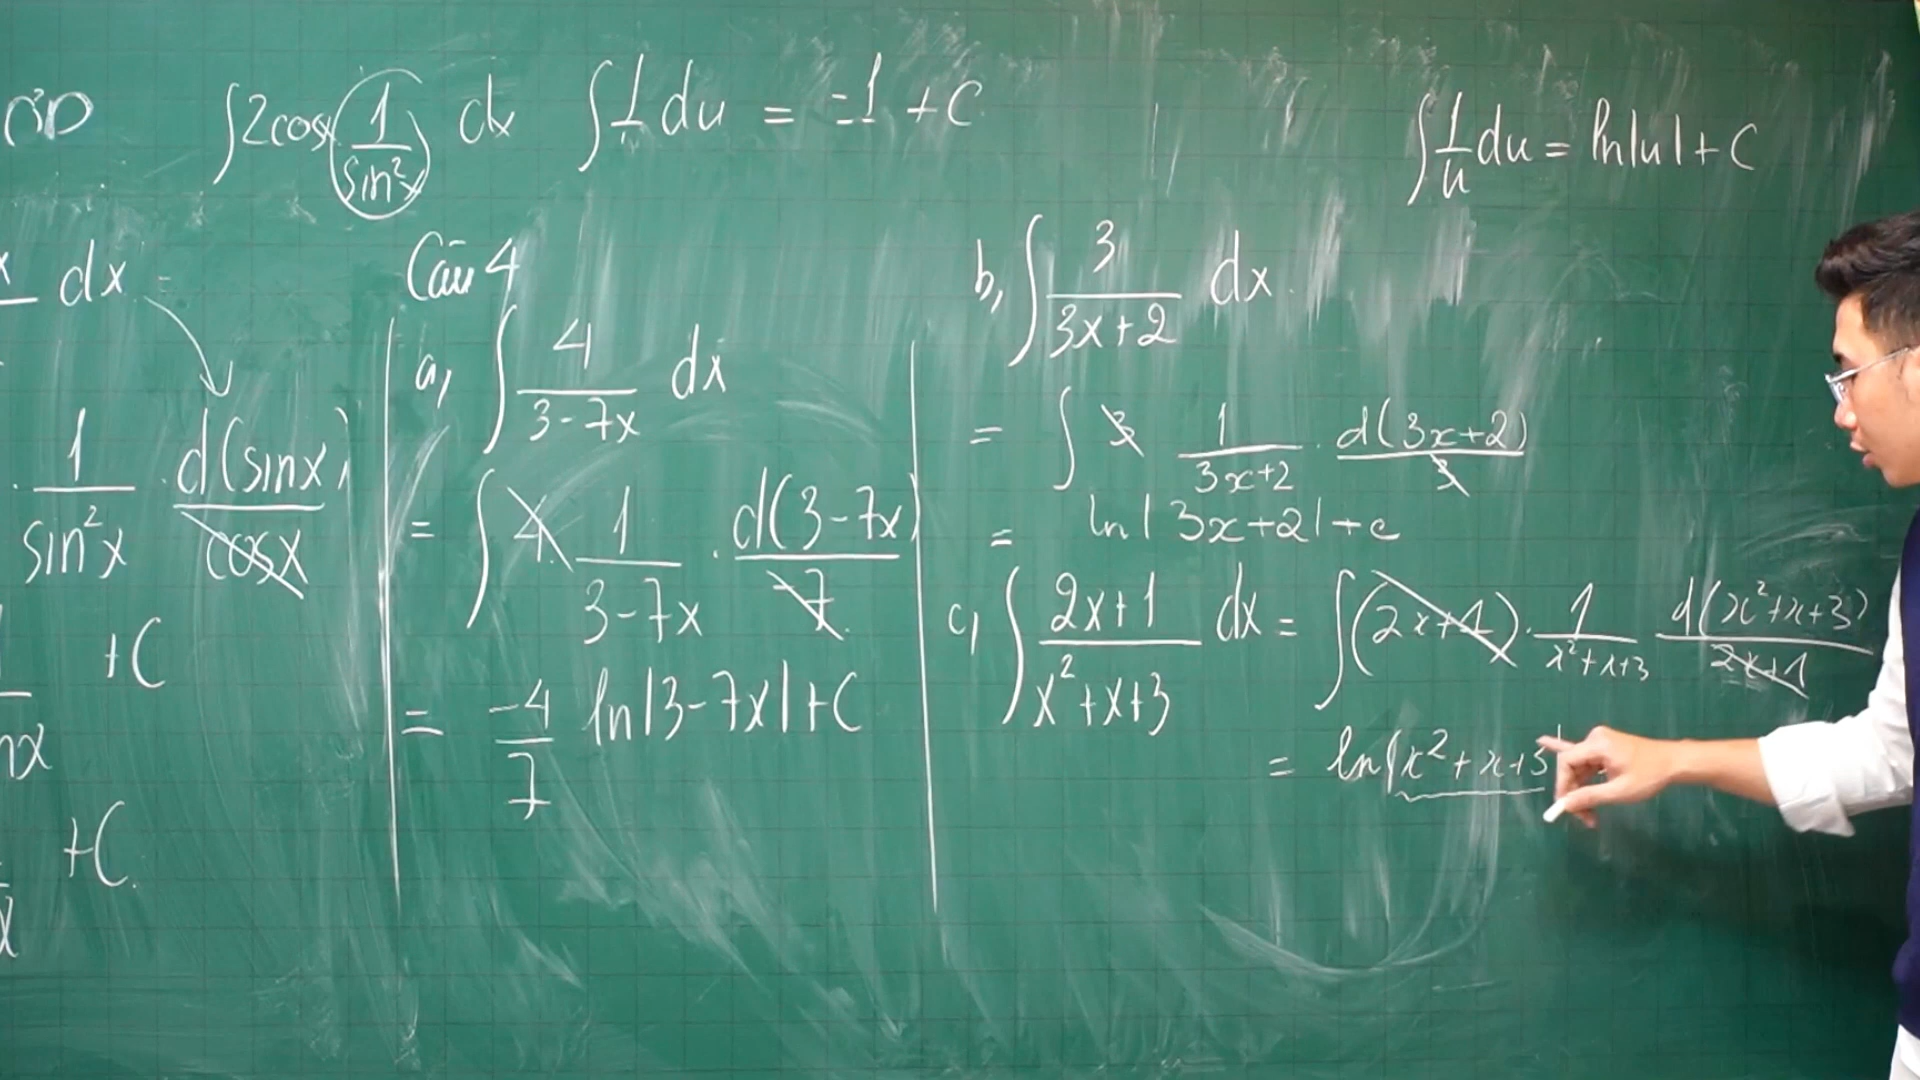 ∫ 2cosx 1/sin²x dx ∫ 1/ du = -1 + C
∫ 1/u du = ln|u| + C
dx =
1/sin²x . d(sinx)/cosx
+C
+C
Câu 4
a, ∫ 4/(3-7x) dx
= ∫ 4. 1/(3-7x) . d(3-7x)/-7
= -4/7 ln|3-7x| + C
b, ∫ 3/(3x+2) dx
= ∫ 3 1/(3x+2) . d(3x+2)/3
= ln|3x+2| + c
c, ∫ (2x+1)/(x²+x+3) dx = ∫ (2x+1) . 1/(x²+x+3) d(x²+x+3)/(2x+1)
= ln|x²+x+3|